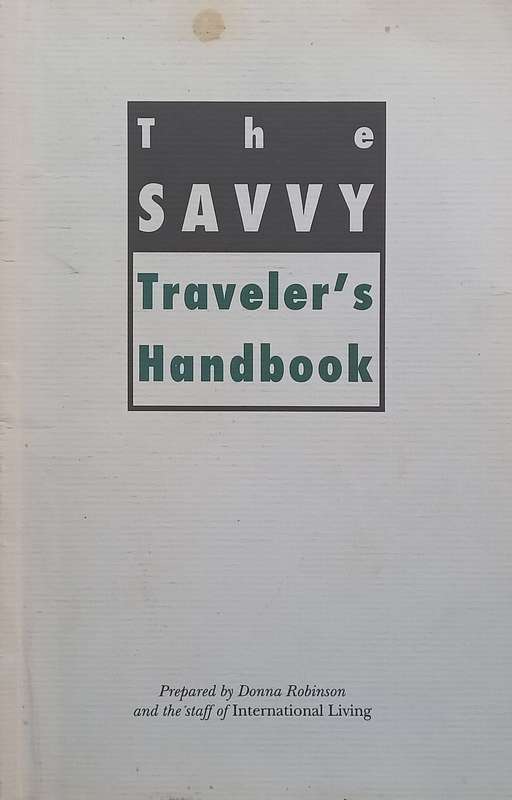 The
SAVVY
Traveler's
Handbook
Prepared by Donna Robinson
and the staff of International Living